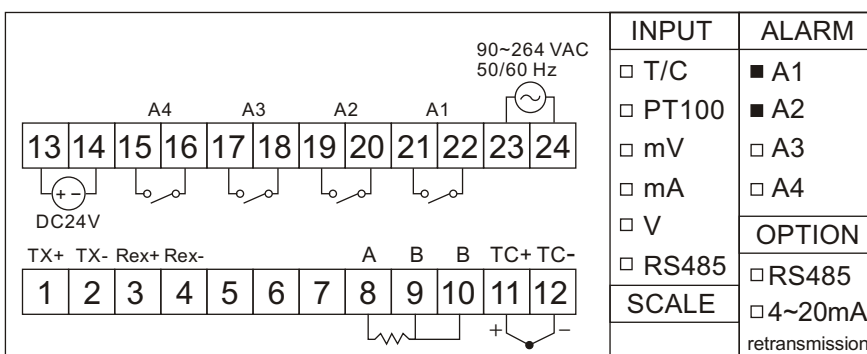 90~264 VAC
50/60 Hz
A4 A3 A2 A1
13 14 15 16 17 18 19 20 21 22 23 24
+ -
DC24V
TX+ TX- Rex+ Rex- A B B TC+ TC-
1 2 3 4 5 6 7 8 9 10 11 12
+ -
INPUT
□ T/C
□ PT100
□ mV
□ mA
□ V
□ RS485
SCALE
ALARM
■ A1
■ A2
□ A3
□ A4
OPTION
□ RS485
□ 4~20mA
retransmission